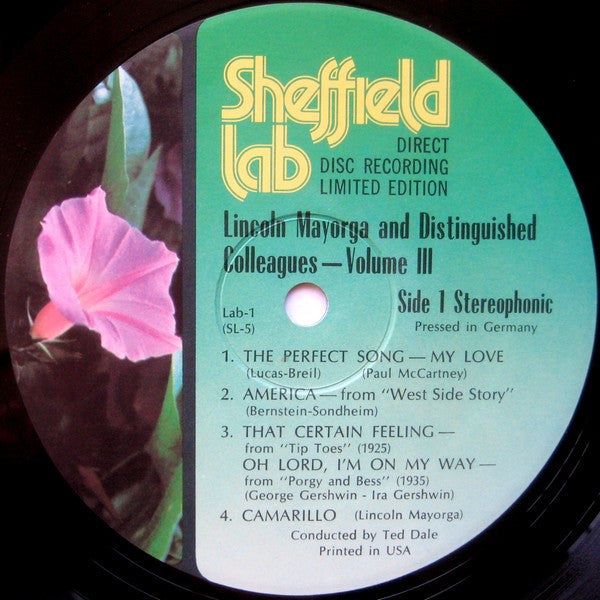 Sheffield
lab
DIRECT
DISC RECORDING
LIMITED EDITION
Lincoln Mayorga and Distinguished
Colleagues — Volume III
Lab-1
(SL-5)
Side 1 Stereophonic
Pressed in Germany
1. THE PERFECT SONG — MY LOVE
(Lucas-Breil) (Paul McCartney)
2. AMERICA — from "West Side Story"
(Bernstein-Sondheim)
3. THAT CERTAIN FEELING —
from "Tip Toes" (1925)
OH LORD, I'M ON MY WAY —
from "Porgy and Bess" (1935)
(George Gershwin - Ira Gershwin)
4. CAMARILLO (Lincoln Mayorga)
Conducted by Ted Dale
Printed in USA